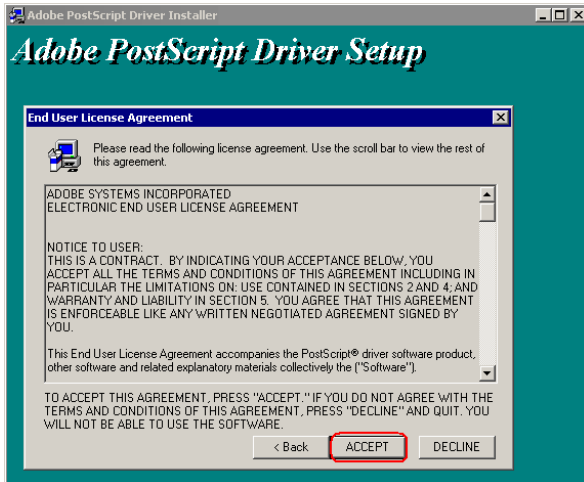 Adobe PostScript Driver Installer
Adobe PostScript Driver Setup
End User License Agreement
Please read the following license agreement. Use the scroll bar to view the rest of
this agreement.
ADOBE SYSTEMS INCORPORATED
ELECTRONIC END USER LICENSE AGREEMENT
NOTICE TO USER:
THIS IS A CONTRACT. BY INDICATING YOUR ACCEPTANCE BELOW, YOU
ACCEPT ALL THE TERMS AND CONDITIONS OF THIS AGREEMENT INCLUDING IN
PARTICULAR THE LIMITATIONS ON: USE CONTAINED IN SECTIONS 2 AND 4; AND
WARRANTY AND LIABILITY IN SECTION 5. YOU AGREE THAT THIS AGREEMENT
IS ENFORCEABLE LIKE ANY WRITTEN NEGOTIATED AGREEMENT SIGNED BY
YOU.
This End User License Agreement accompanies the PostScript® driver software product,
other software and related explanatory materials collectively the ("Software").
TO ACCEPT THIS AGREEMENT, PRESS "ACCEPT." IF YOU DO NOT AGREE WITH THE
TERMS AND CONDITIONS OF THIS AGREEMENT, PRESS "DECLINE" AND QUIT. YOU
WILL NOT BE ABLE TO USE THE SOFTWARE.
< Back ACCEPT DECLINE